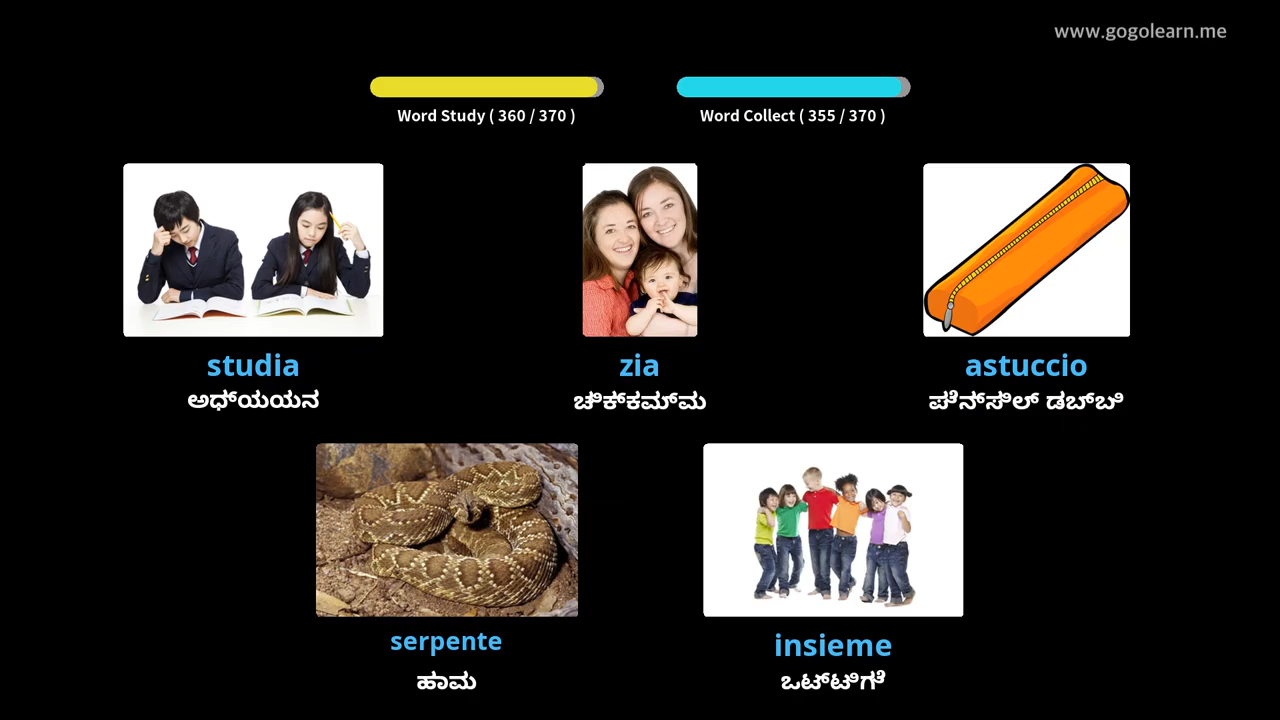 www.gogolearn.me
Word Study ( 360 / 370 )
Word Collect ( 355 / 370 )
studia
ಅಧ್ಯಯನ
zia
ಚಿಕ್ಕಮ್ಮ
astuccio
ಪೆನ್ಸಿಲ್ ಡಬ್ಬಿ
serpente
ಹಾವು
insieme
ಒಟ್ಟಿಗೆ